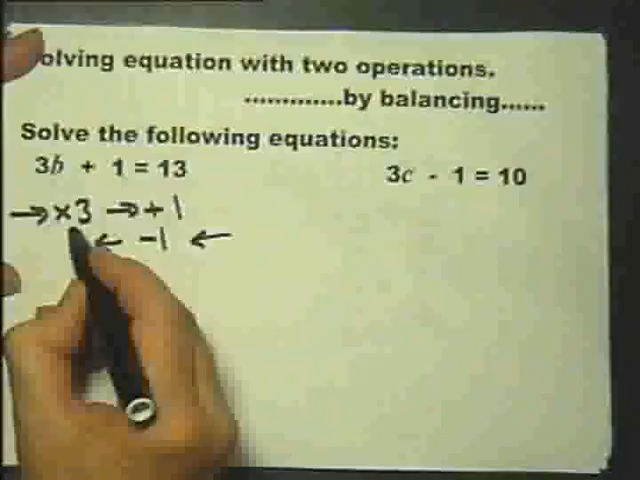 olving equation with two operations.
.............by balancing......
Solve the following equations:
3b + 1 = 13 3c - 1 = 10
→ ×3 → + 1
← -1 ←